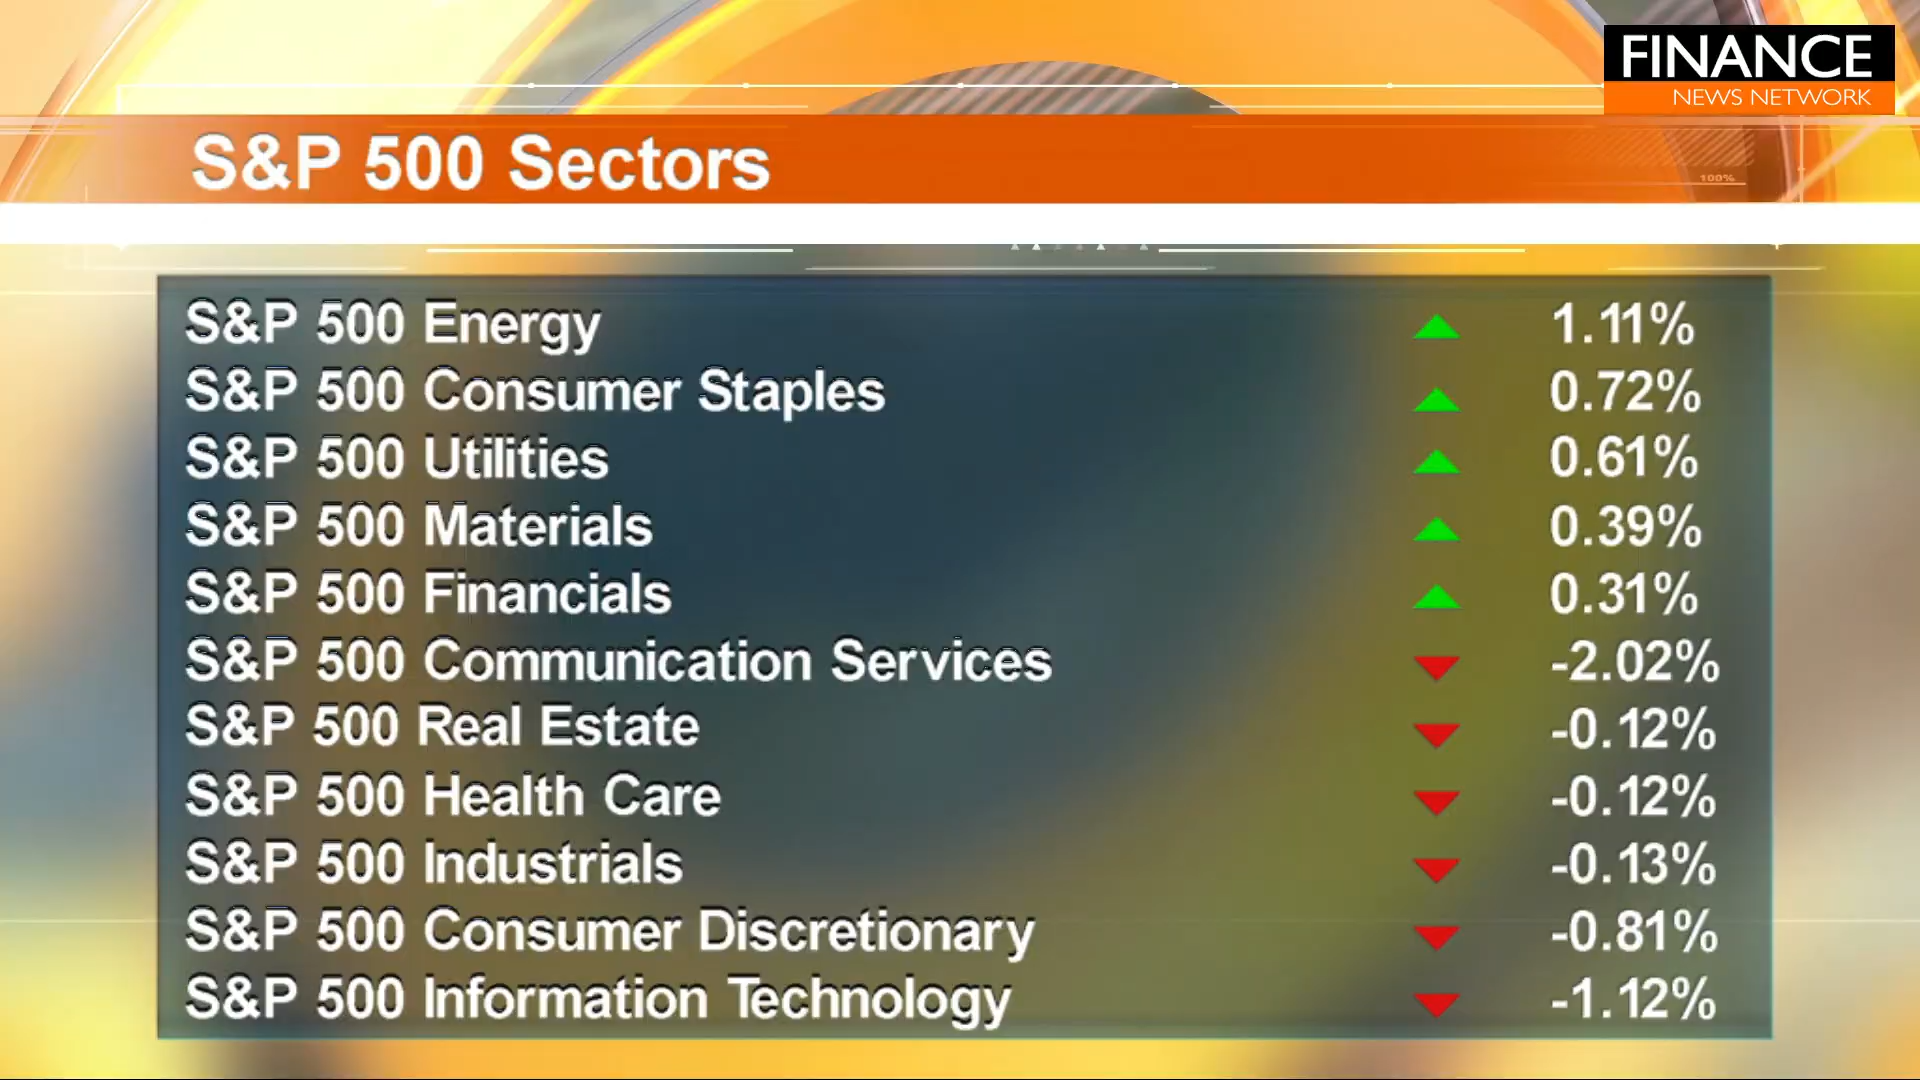 FINANCE
NEWS NETWORK
S&P 500 Sectors
100%
S&P 500 Energy 1.11%
S&P 500 Consumer Staples 0.72%
S&P 500 Utilities 0.61%
S&P 500 Materials 0.39%
S&P 500 Financials 0.31%
S&P 500 Communication Services -2.02%
S&P 500 Real Estate -0.12%
S&P 500 Health Care -0.12%
S&P 500 Industrials -0.13%
S&P 500 Consumer Discretionary -0.81%
S&P 500 Information Technology -1.12%